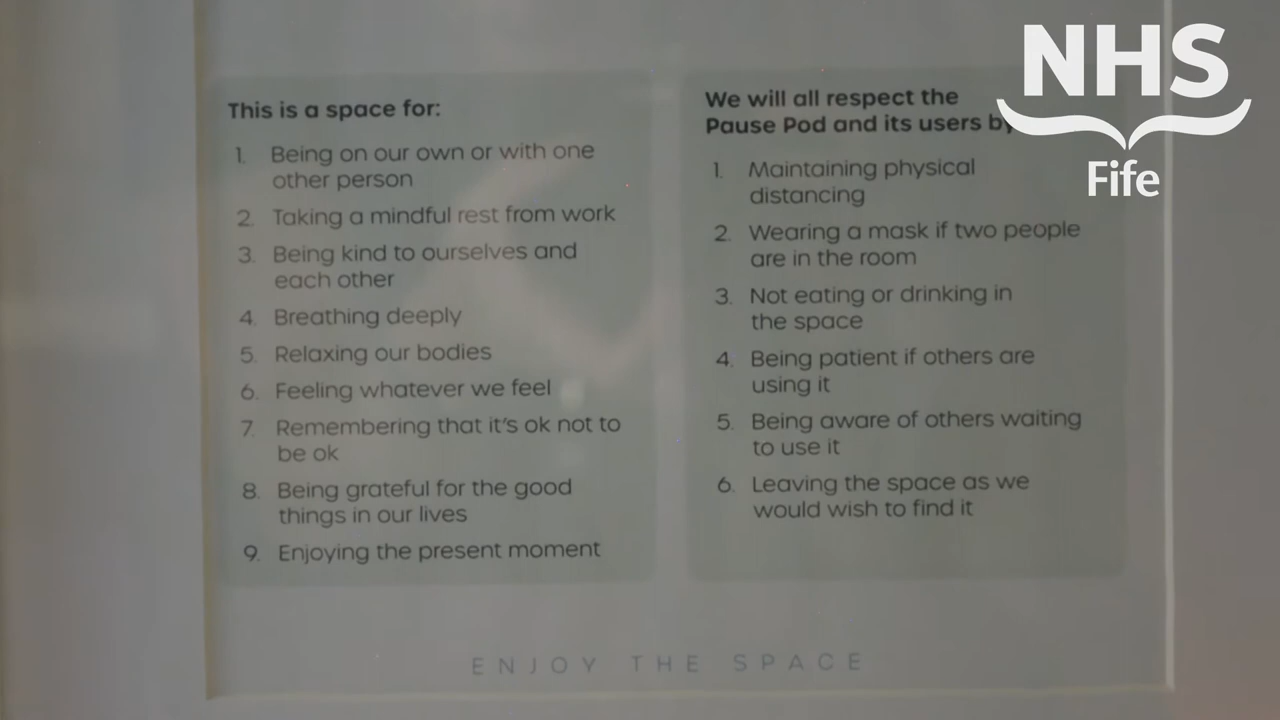 NHS
Fife
This is a space for:
1. Being on our own or with one
other person
2. Taking a mindful rest from work
3. Being kind to ourselves and
each other
4. Breathing deeply
5. Relaxing our bodies
6. Feeling whatever we feel
7. Remembering that it's ok not to
be ok
8. Being grateful for the good
things in our lives
9. Enjoying the present moment
We will all respect the
Pause Pod and its users by
1. Maintaining physical
distancing
2. Wearing a mask if two people
are in the room
3. Not eating or drinking in
the space
4. Being patient if others are
using it
5. Being aware of others waiting
to use it
6. Leaving the space as we
would wish to find it
ENJOY THE SPACE